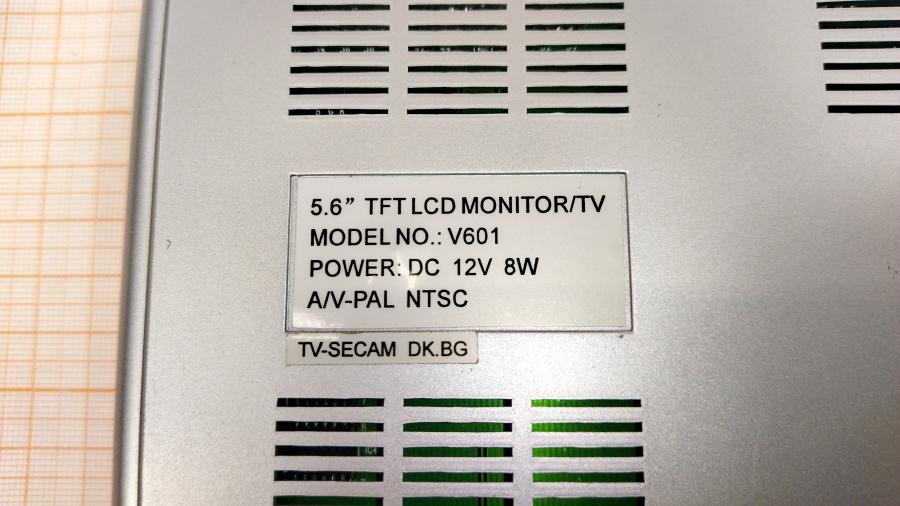 5.6” TFT LCD MONITOR/TV
MODEL NO.: V601
POWER: DC 12V 8W
A/V-PAL NTSC
TV-SECAM DK.BG